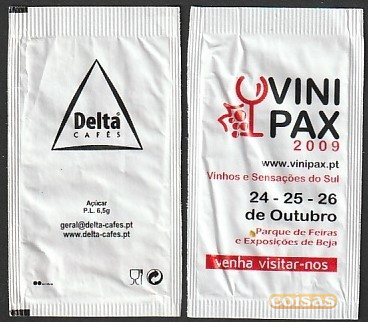 Delta
CAFÉS
Açúcar
P.L. 6,5g
geral@delta-cafes.pt
www.delta-cafes.pt
VINI
PAX
2009
www.vinipax.pt
Vinhos e Sensações do Sul
24 - 25 - 26
de Outubro
Parque de Feiras
e Exposições de Beja
venha visitar-nos
coisas